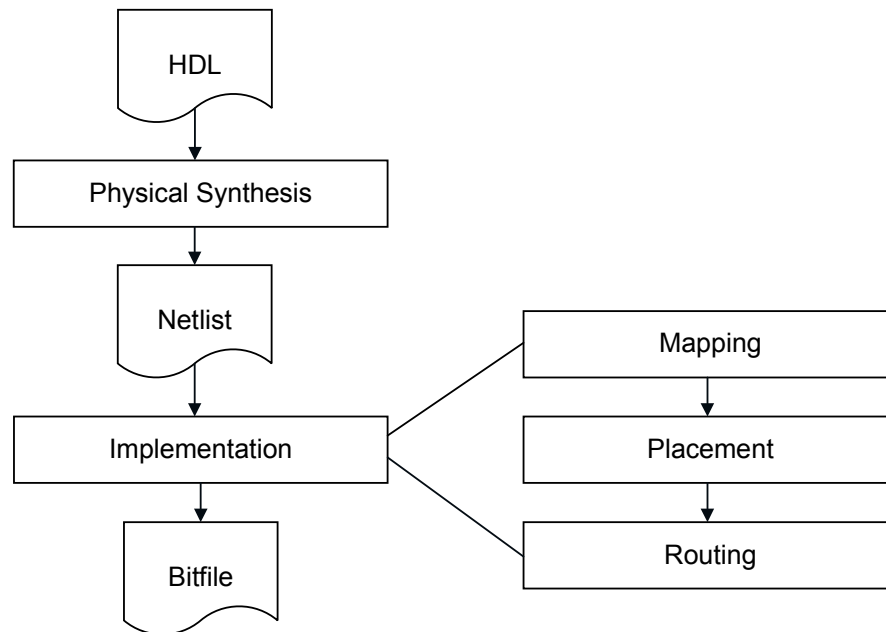 HDL
Physical Synthesis
Netlist
Implementation
Bitfile
Mapping
Placement
Routing